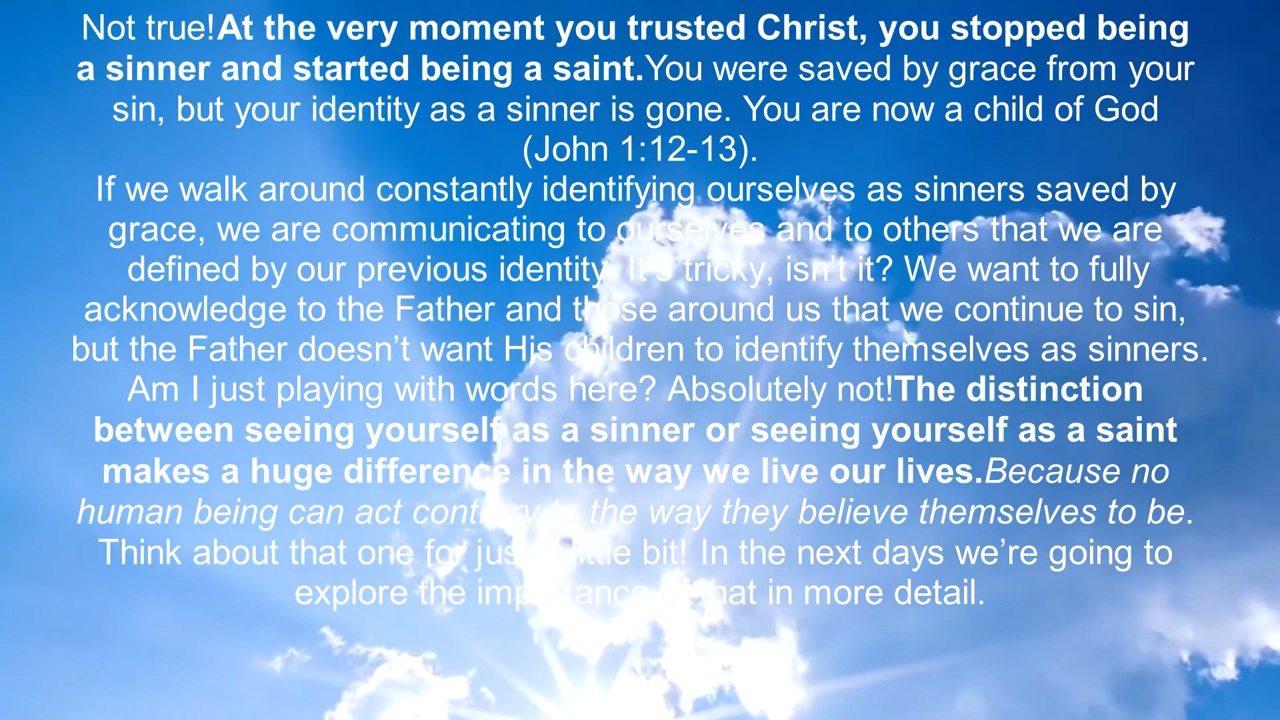 Not true!At the very moment you trusted Christ, you stopped being
a sinner and started being a saint.You were saved by grace from your
sin, but your identity as a sinner is gone. You are now a child of God
(John 1:12-13).
If we walk around constantly identifying ourselves as sinners saved by
grace, we are communicating to ourselves and to others that we are
defined by our previous identity. It's tricky, isn't it? We want to fully
acknowledge to the Father and those around us that we continue to sin,
but the Father doesn’t want His children to identify themselves as sinners.
Am I just playing with words here? Absolutely not!The distinction
between seeing yourself as a sinner or seeing yourself as a saint
makes a huge difference in the way we live our lives.Because no
human being can act contrary to the way they believe themselves to be.
Think about that one for just a little bit! In the next days we’re going to
explore the importance of that in more detail.